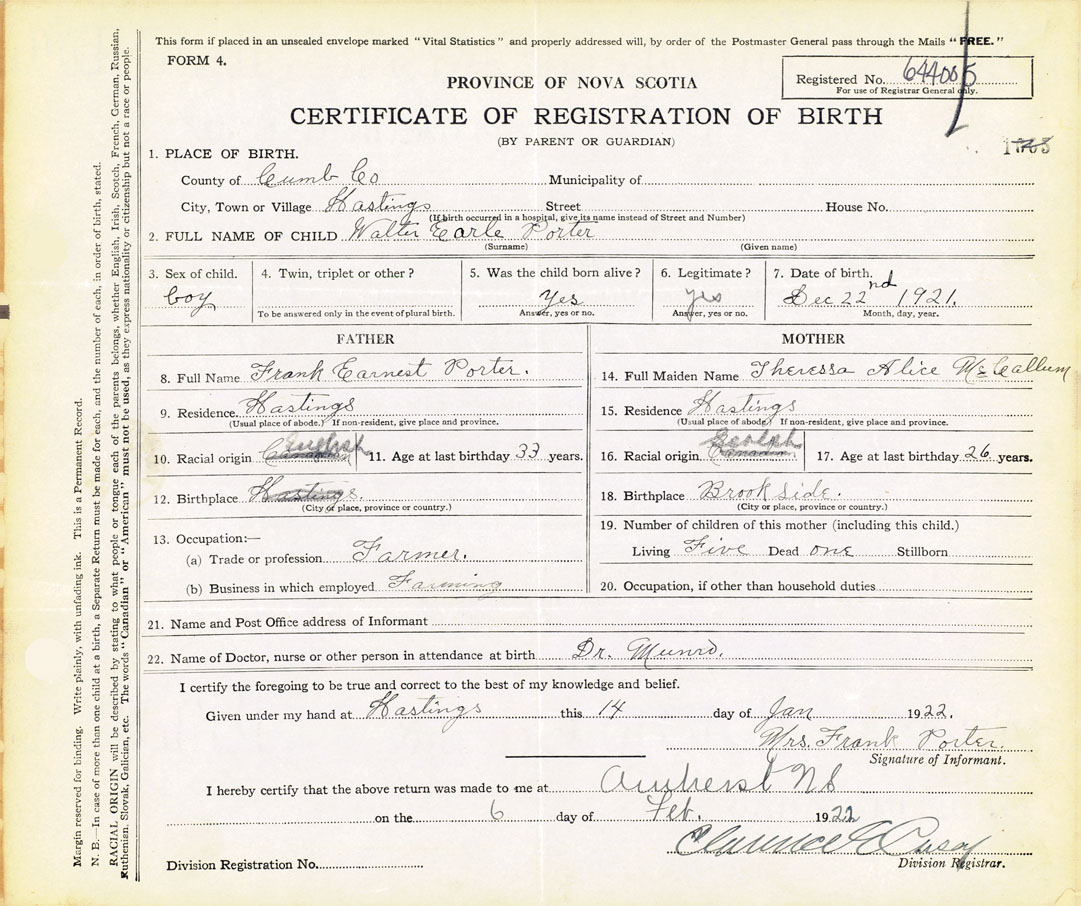 This form if placed in an unsealed envelope marked "Vital Statistics" and properly addressed will, by order of the Postmaster General pass through the Mails "FREE."
FORM 4.
Registered No. 644005
For use of Registrar General only.
PROVINCE OF NOVA SCOTIA
CERTIFICATE OF REGISTRATION OF BIRTH
(BY PARENT OR GUARDIAN)
1. PLACE OF BIRTH.
County of Cumb Co Municipality of
City, Town or Village Hastings Street House No.
(If birth occurred in a hospital, give its name instead of Street and Number)
2. FULL NAME OF CHILD Walter Earle Porter
(Surname) (Given name)
3. Sex of child. 4. Twin, triplet or other? 5. Was the child born alive? 6. Legitimate? 7. Date of birth.
boy Yes yes Dec 22nd 1921.
To be answered only in the event of plural birth. Answer, yes or no. Answer, yes or no. Month, day, year.
FATHER
8. Full Name Frank Earnest Porter.
9. Residence. Hastings
(Usual place of abode.) If non-resident, give place and province.
10. Racial origin Canadian English 11. Age at last birthday 33 years.
12. Birthplace Hastings.
(City or place, province or country.)
13. Occupation:—
(a) Trade or profession Farmer.
(b) Business in which employed Farming
MOTHER
14. Full Maiden Name Theressa Alice McCallum
15. Residence Hastings
(Usual place of abode.) If non-resident, give place and province.
16. Racial origin Canadian Scotch 17. Age at last birthday 26 years.
18. Birthplace Brookside.
(City or place, province or country.)
19. Number of children of this mother (including this child.)
Living Five Dead one Stillborn
20. Occupation, if other than household duties
21. Name and Post Office address of Informant
22. Name of Doctor, nurse or other person in attendance at birth Dr. Munro.
I certify the foregoing to be true and correct to the best of my knowledge and belief.
Given under my hand at Hastings this 14 day of Jan 1922.
Mrs. Frank Porter.
Signature of Informant.
I hereby certify that the above return was made to me at Amherst NS
on the 6 day of Feb. 1922
Division Registrar.
Division Registration No.
Margin reserved for binding. Write plainly, with unfading ink. This is a Permanent Record.
N. B.—In case of more than one child at a birth, a Separate Return must be made for each, and the number of each, in order of birth, stated.
RACIAL ORIGIN will be described by stating to what people or tongue each of the parents belongs, whether English, Irish, Scotch, French, German, Russian,
Ruthenian, Slovak, Galician, etc. The words "Canadian" or "American" must not be used, as they express nationality or citizenship but not a race or people.